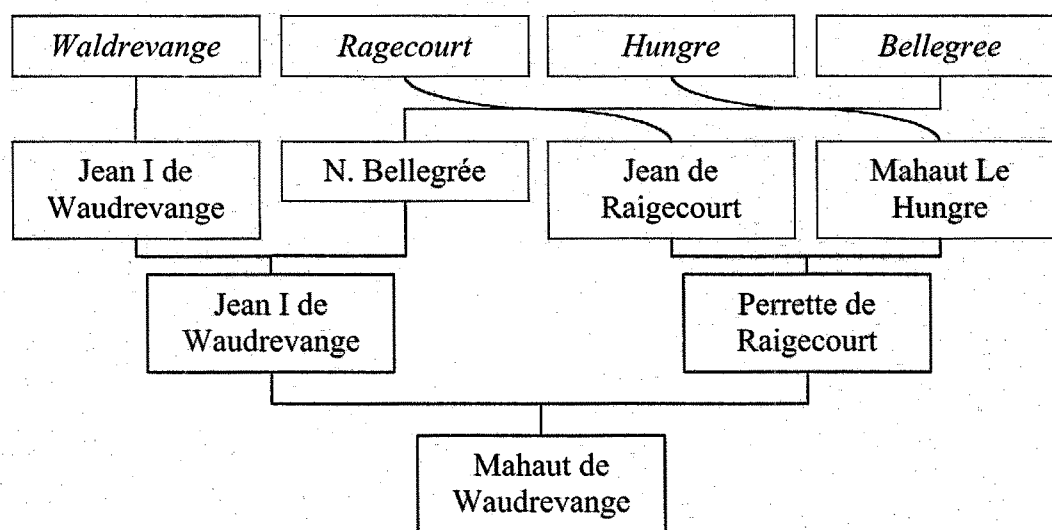 Waldrevange
Ragecourt
Hungre
Bellegree
Jean I de
Waudrevange
N. Bellegrée
Jean de
Raigecourt
Mahaut Le
Hungre
Jean I de
Waudrevange
Perrette de
Raigecourt
Mahaut de
Waudrevange